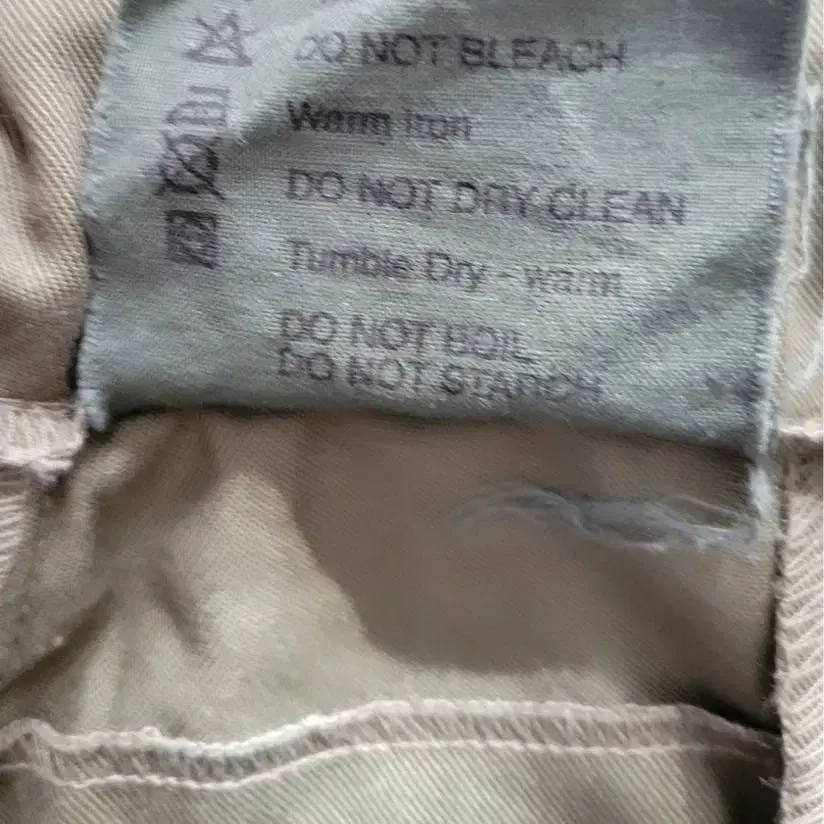 DO NOT BLEACH
Warm Iron
DO NOT DRY CLEAN
Tumble Dry - warm
DO NOT BOIL
DO NOT STARCH